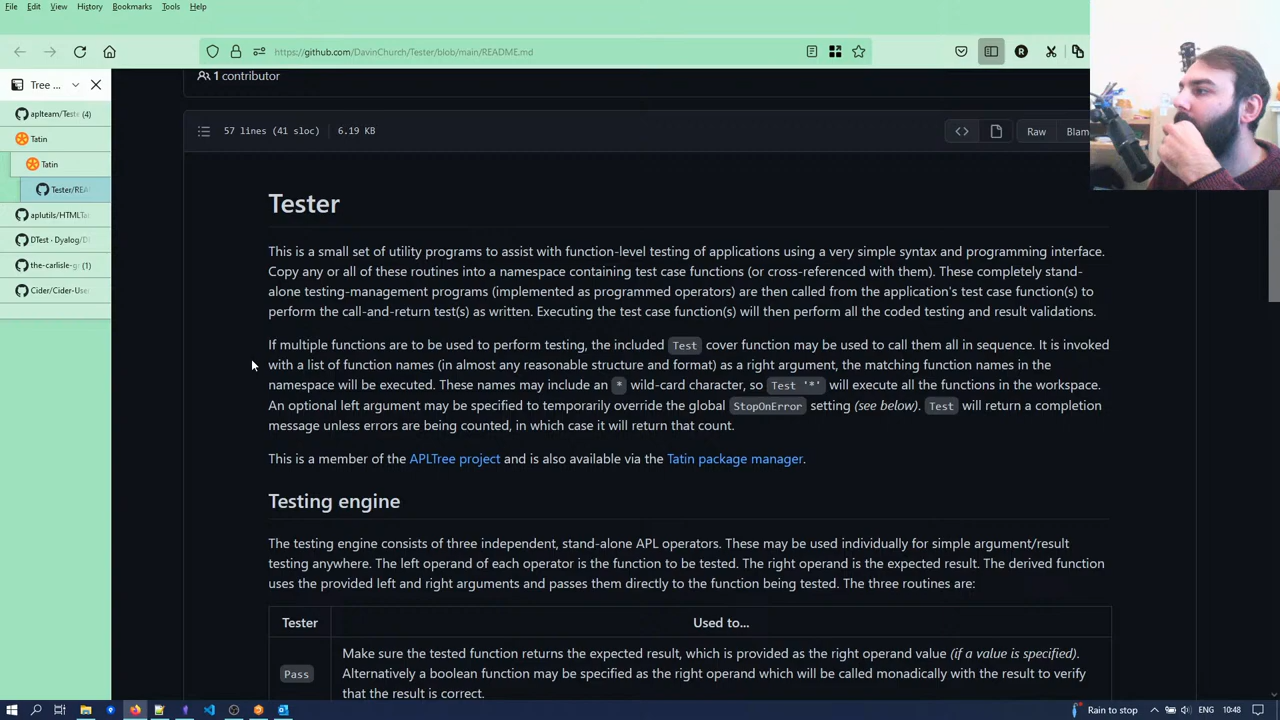 File Edit View History Bookmarks Tools Help
https://github.com/DavinChurch/Tester/blob/main/README.md
Tree ...
aplteam/Teste (4)
Tatin
Tatin
Tester/REA
aplutils/HTMLTa
DTest · Dyalog/D
the-carlisle-g (1)
Cider/Cider-Use
1 contributor
57 lines (41 sloc) 6.19 KB
Raw Blam
Tester
This is a small set of utility programs to assist with function-level testing of applications using a very simple syntax and programming interface.
Copy any or all of these routines into a namespace containing test case functions (or cross-referenced with them). These completely stand-
alone testing-management programs (implemented as programmed operators) are then called from the application's test case function(s) to
perform the call-and-return test(s) as written. Executing the test case function(s) will then perform all the coded testing and result validations.
If multiple functions are to be used to perform testing, the included Test cover function may be used to call them all in sequence. It is invoked
with a list of function names (in almost any reasonable structure and format) as a right argument, the matching function names in the
namespace will be executed. These names may include an * wild-card character, so Test '*' will execute all the functions in the workspace.
An optional left argument may be specified to temporarily override the global StopOnError setting (see below). Test will return a completion
message unless errors are being counted, in which case it will return that count.
This is a member of the APLTree project and is also available via the Tatin package manager.
Testing engine
The testing engine consists of three independent, stand-alone APL operators. These may be used individually for simple argument/result
testing anywhere. The left operand of each operator is the function to be tested. The right operand is the expected result. The derived function
uses the provided left and right arguments and passes them directly to the function being tested. The three routines are:
Tester Used to...
Make sure the tested function returns the expected result, which is provided as the right operand value (if a value is specified).
Pass Alternatively a boolean function may be specified as the right operand which will be called monadically with the result to verify
that the result is correct.
Rain to stop ENG 10:48